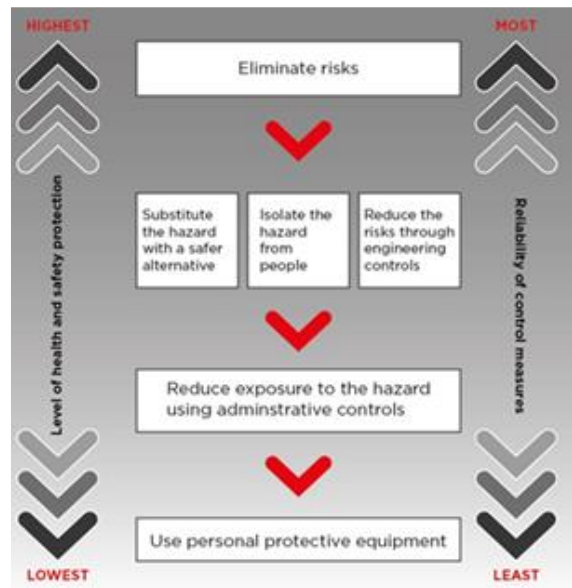 HIGHEST
MOST
Eliminate risks
Level of health and safety protection
Substitute
the hazard
with a safer
alternative
Isolate the
hazard
from
people
Reduce the
risks through
engineering
controls
Reliability of control measures
Reduce exposure to the hazard
using adminstrative controls
Use personal protective equipment
LOWEST
LEAST